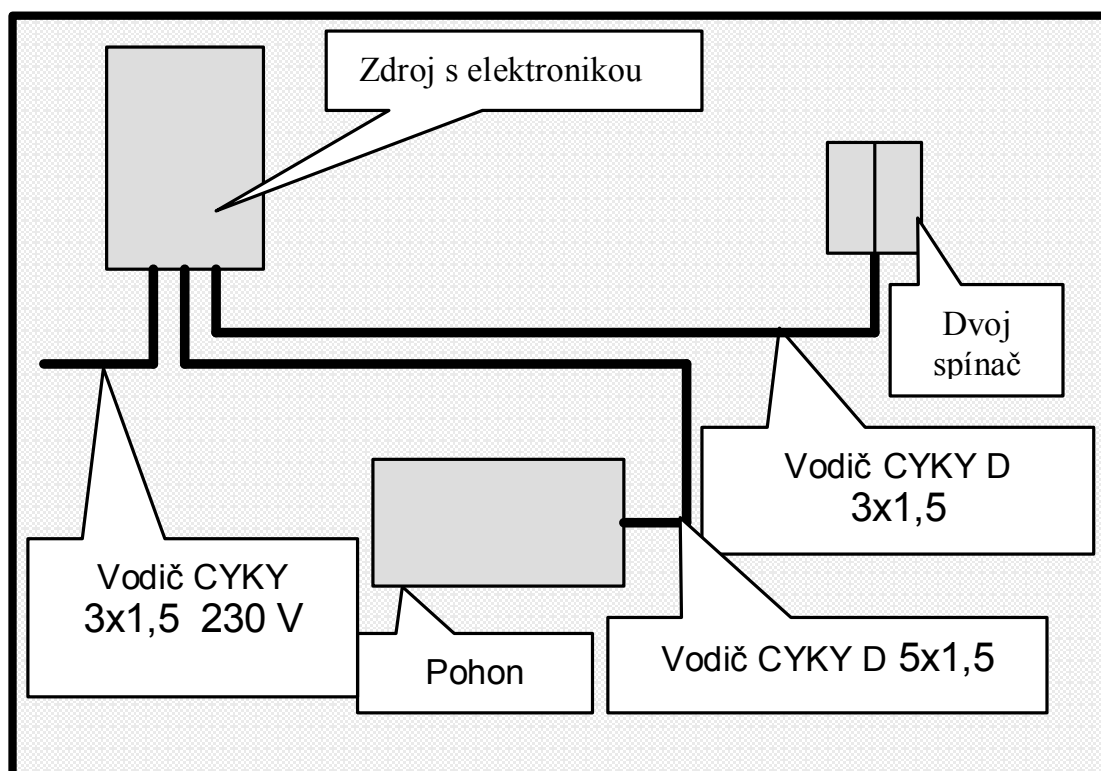 Zdroj s elektronikou
Dvoj
spínač
Vodič CYKY D
3x1,5
Vodič CYKY
3x1,5 230 V
Pohon
Vodič CYKY D 5x1,5